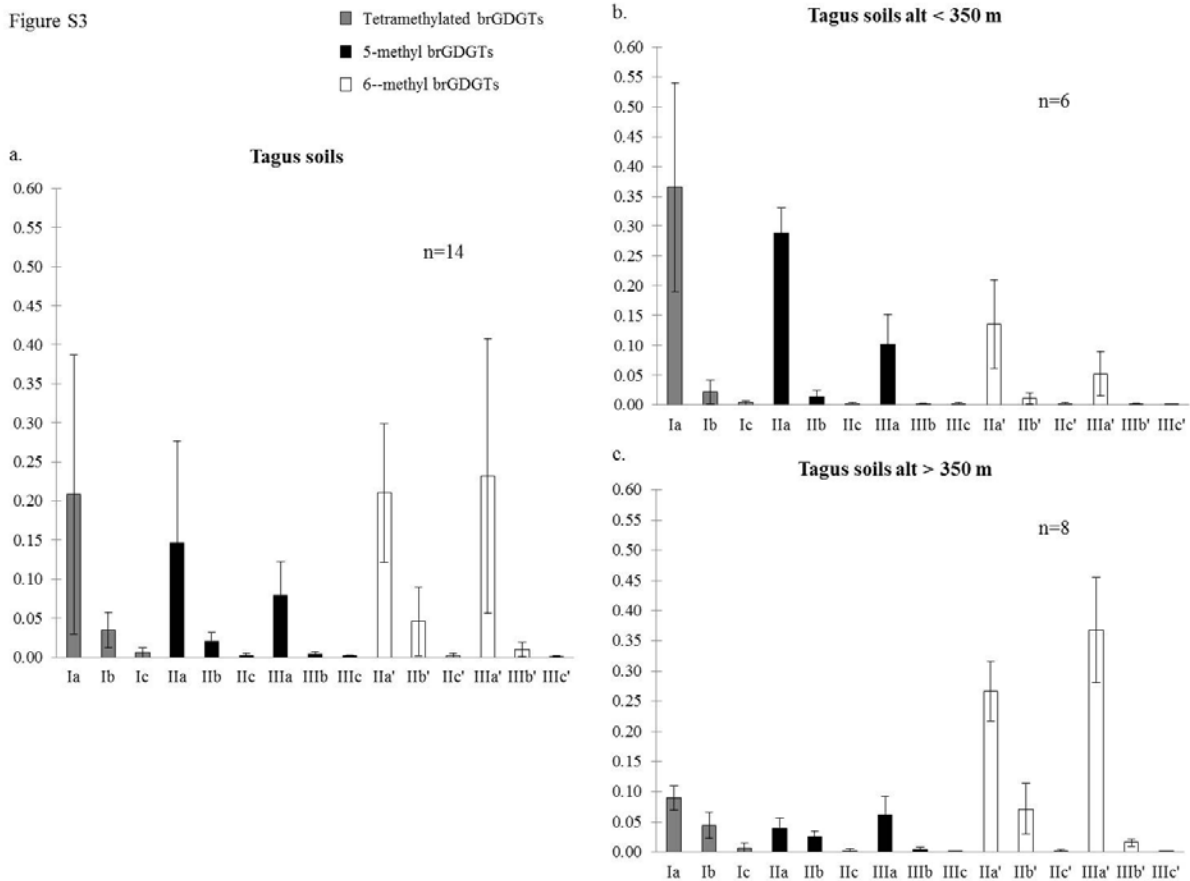 Figure S3
Tetramethylated brGDGTs
5-methyl brGDGTs
6--methyl brGDGTs
a.
Tagus soils
n=14
0.60
0.55
0.50
0.45
0.40
0.35
0.30
0.25
0.20
0.15
0.10
0.05
0.00
Ia Ib Ic IIa IIb IIc IIIa IIIb IIIc IIa' IIb' IIc' IIIa' IIIb' IIIc'
b.
Tagus soils alt < 350 m
n=6
0.60
0.55
0.50
0.45
0.40
0.35
0.30
0.25
0.20
0.15
0.10
0.05
0.00
Ia Ib Ic IIa IIb IIc IIIa IIIb IIIc IIa' IIb' IIc' IIIa' IIIb' IIIc'
c.
Tagus soils alt > 350 m
n=8
0.60
0.55
0.50
0.45
0.40
0.35
0.30
0.25
0.20
0.15
0.10
0.05
0.00
Ia Ib Ic IIa IIb IIc IIIa IIIb IIIc IIa' IIb' IIc' IIIa' IIIb' IIIc'